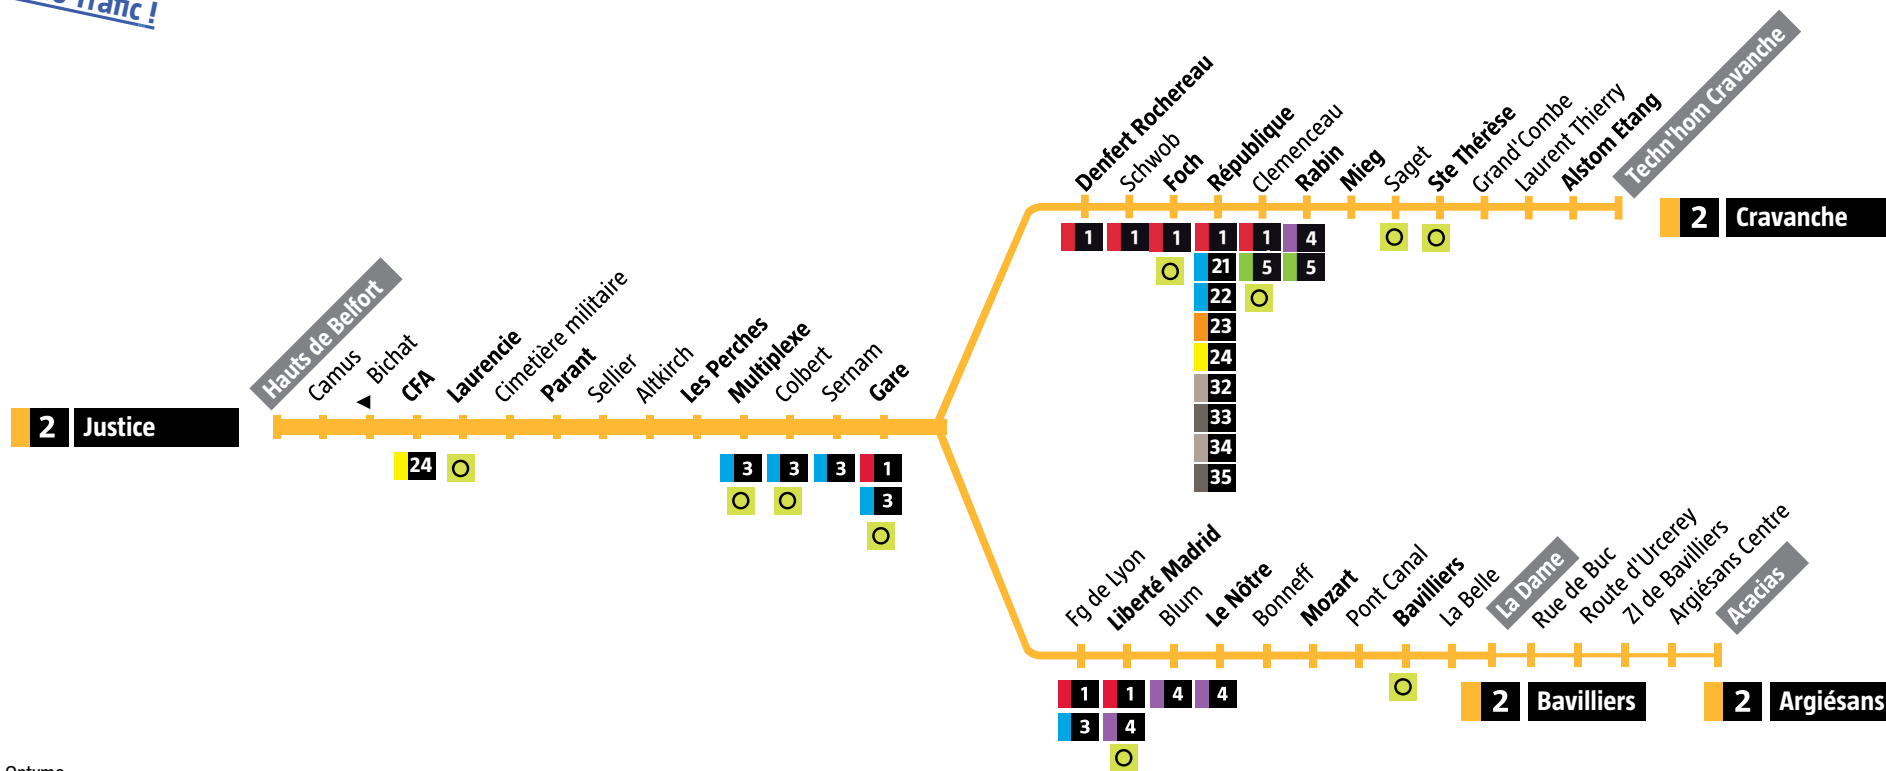 Trafic !
Denfert Rochereau
Schwob
Foch
République
Clemenceau
Rabin
Mieg
Saget
Ste Thérèse
Grand'Combe
Laurent Thierry
Alstom Etang
Techn'hom Cravanche
2 Cravanche
1 1 1 1 1 4
21 5 5
22
23
24
32
33
34
35
Hauts de Belfort
Camus
Bichat
CFA
Laurencie
Cimetière militaire
Parant
Sellier
Altkirch
Les Perches
Multiplexe
Colbert
Sernam
Gare
2 Justice
24 3 3 3 1
3
Fg de Lyon
Liberté Madrid
Blum
Le Nôtre
Bonneff
Mozart
Pont Canal
Bavilliers
La Belle
La Dame
Rue de Buc
Route d'Urcerey
ZI de Bavilliers
Argiésans Centre
Acacias
1 1 4 4
3 4
2 Bavilliers
2 Argiésans